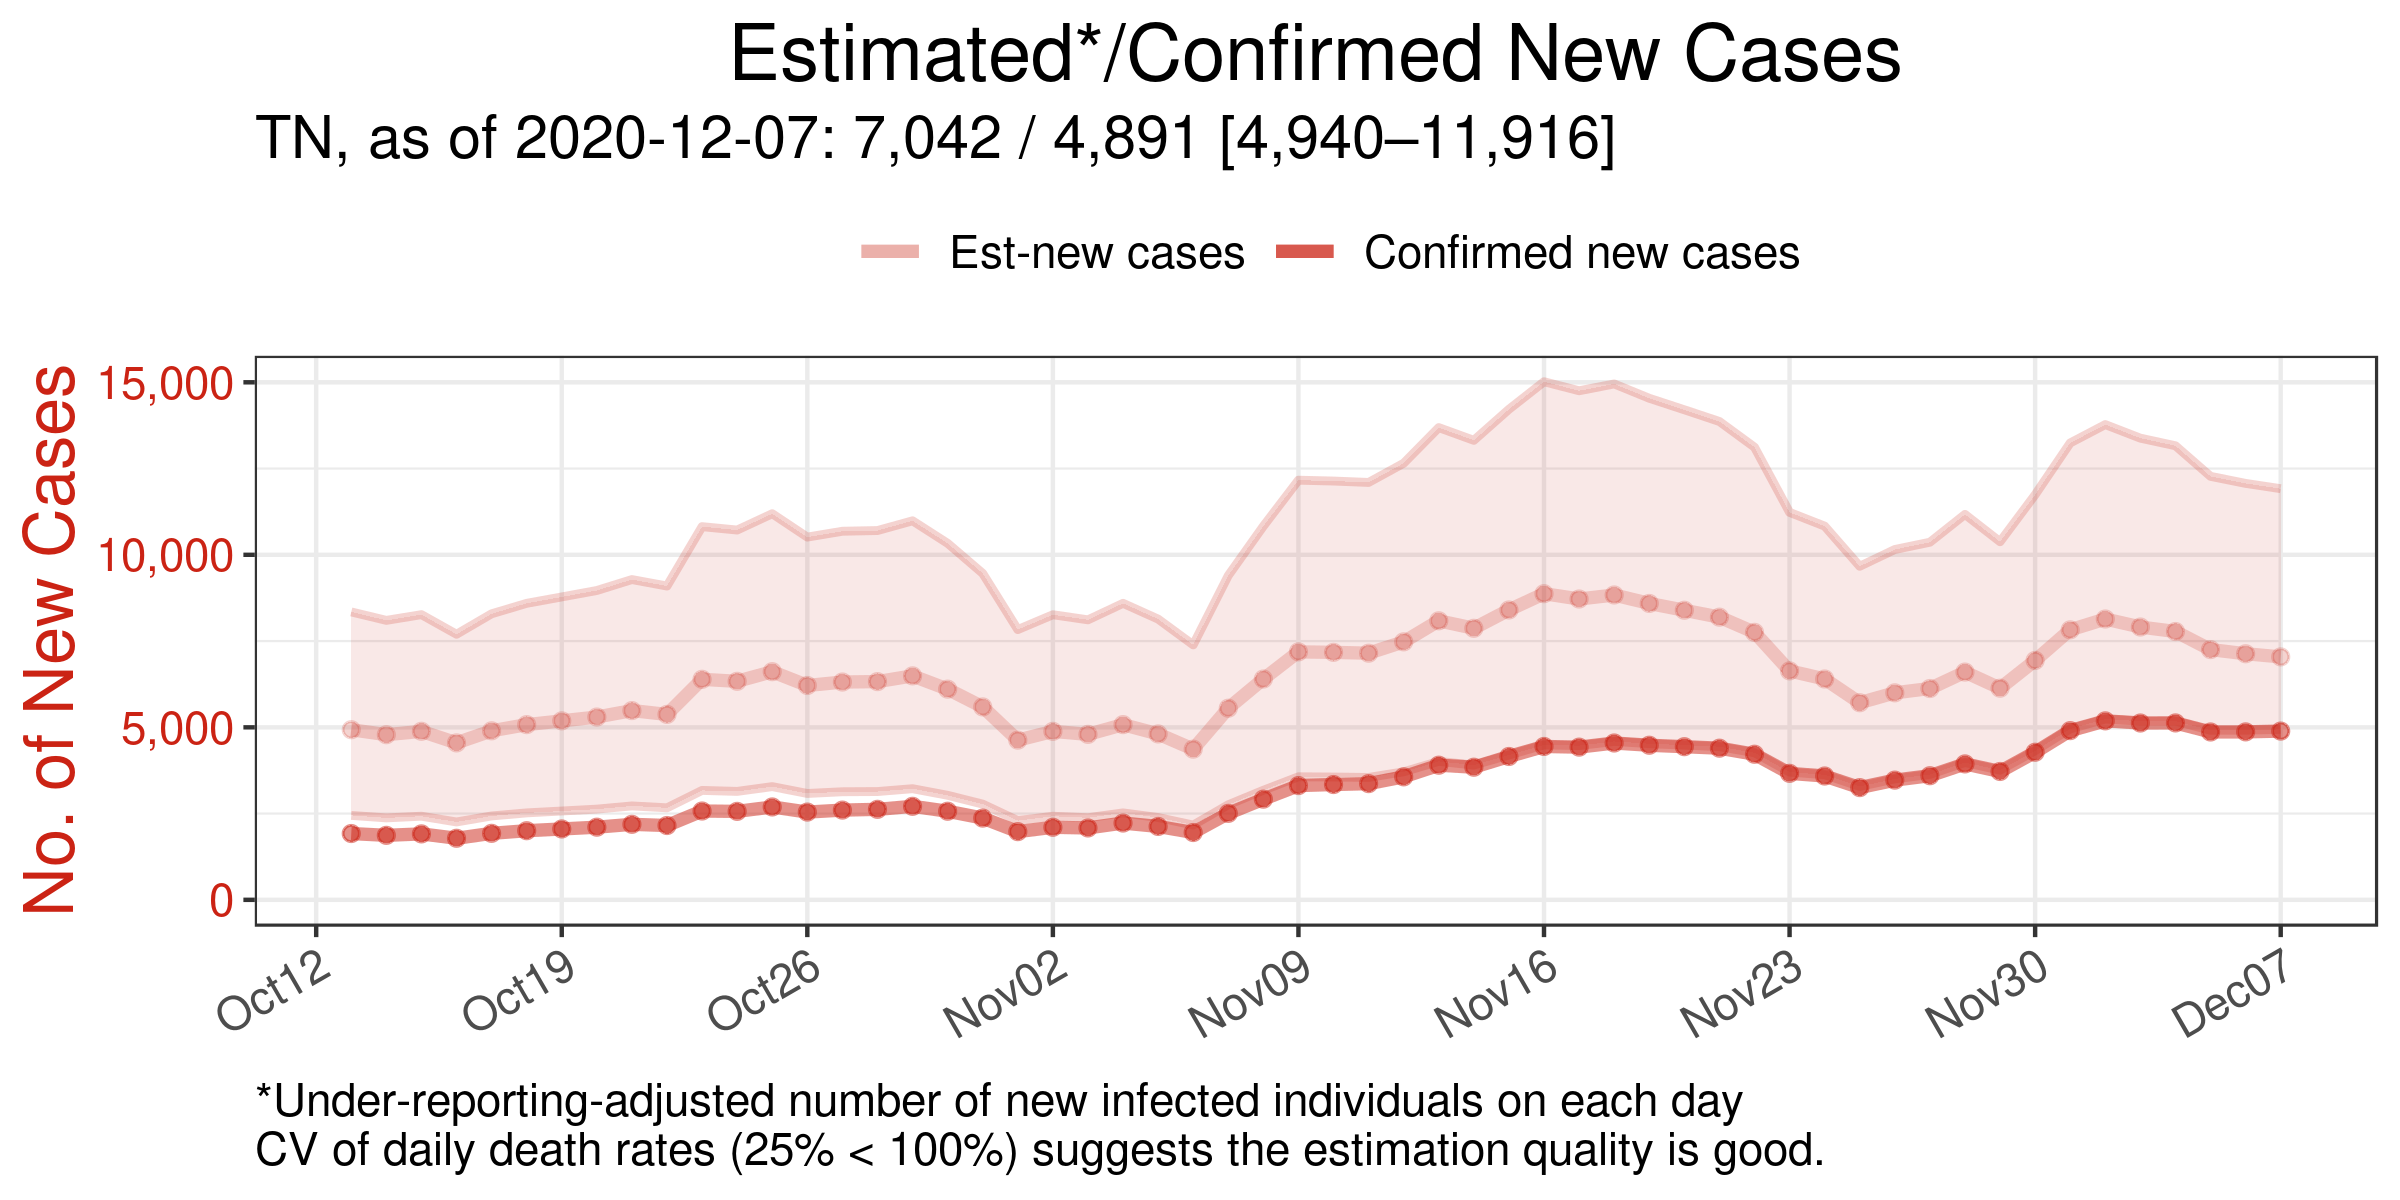 Estimated*/Confirmed New Cases
TN, as of 2020-12-07: 7,042 / 4,891 [4,940–11,916]
Est-new cases
Confirmed new cases
No. of New Cases
15,000
10,000
5,000
0
Oct12
Oct19
Oct26
Nov02
Nov09
Nov16
Nov23
Nov30
Dec07
*Under-reporting-adjusted number of new infected individuals on each day
CV of daily death rates (25% < 100%) suggests the estimation quality is good.